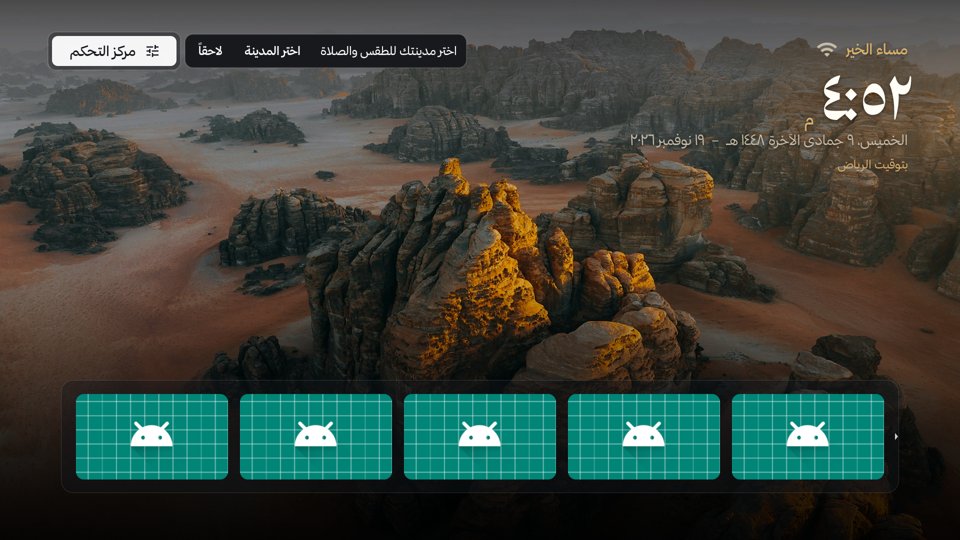 مساء الخير
٤:٥٢ م
الخميس، ٩ جمادى الآخرة ١٤٤٨ هـ – ١٩ نوفمبر ٢٠٢٦
بتوقيت الرياض
اختر مدينتك للطقس والصلاة اختر المدينة لاحقاً
مركز التحكم